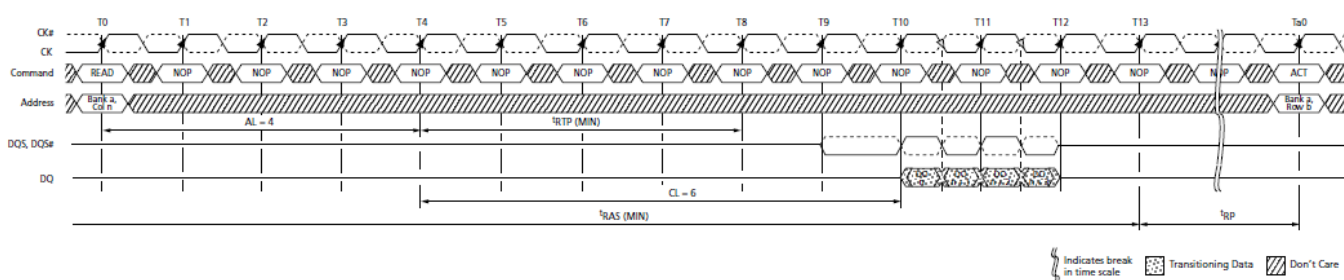 T0 T1 T2 T3 T4 T5 T6 T7 T8 T9 T10 T11 T12 T13 Ta0
CK#
CK
Command READ NOP NOP NOP NOP NOP NOP NOP NOP NOP NOP NOP NOP NOP NOP ACT
Address Bank a, Col n Bank a, Row b
AL = 4 tRTP (MIN)
DQS, DQS#
DQ
CL = 6
tRAS (MIN) tRP
Indicates break
in time scale
Transitioning Data Don't Care